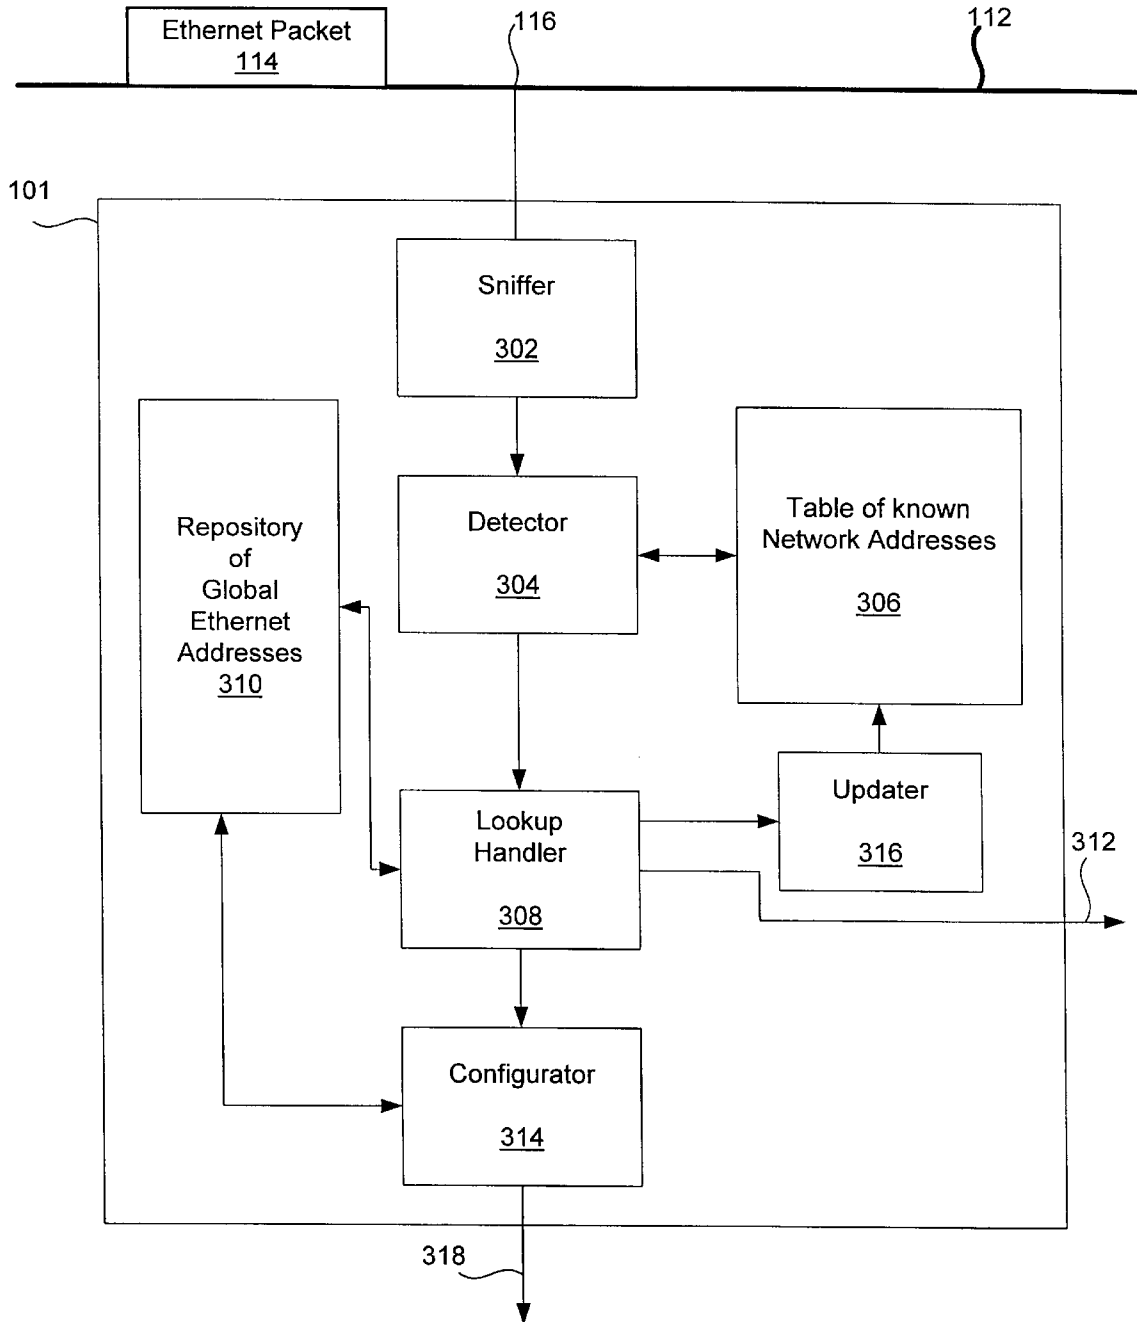 Ethernet Packet
114
116
112
101
Sniffer
302
Repository
of
Global
Ethernet
Addresses
310
Detector
304
Table of known
Network Addresses
306
Lookup
Handler
308
Updater
316
312
Configurator
314
318